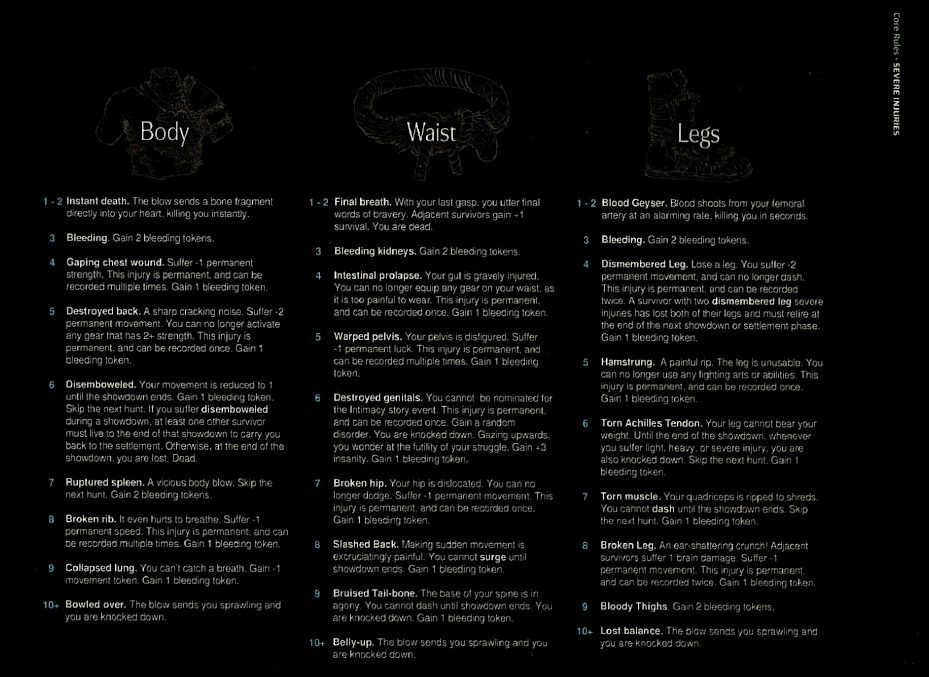 Core Rules - SEVERE INJURIES
Body
1 - 2 Instant death. The blow sends a bone fragment
directly into your heart, killing you instantly.
3 Bleeding. Gain 2 bleeding tokens.
4 Gaping chest wound. Suffer -1 permanent
strength. This injury is permanent, and can be
recorded multiple times. Gain 1 bleeding token.
5 Destroyed back. A sharp cracking noise. Suffer -2
permanent movement. You can no longer activate
any gear that has 2+ strength. This injury is
permanent, and can be recorded once. Gain 1
bleeding token.
6 Disemboweled. Your movement is reduced to 1
until the showdown ends. Gain 1 bleeding token.
Skip the next hunt. If you suffer disemboweled
during a showdown, at least one other survivor
must live to the end of that showdown to carry you
back to the settlement. Otherwise, at the end of the
showdown, you are lost. Dead.
7 Ruptured spleen. A vicious body blow. Skip the
next hunt. Gain 2 bleeding tokens.
8 Broken rib. It even hurts to breathe. Suffer -1
permanent speed. This injury is permanent, and can
be recorded multiple times. Gain 1 bleeding token.
9 Collapsed lung. You can't catch a breath. Gain -1
movement token. Gain 1 bleeding token.
10+ Bowled over. The blow sends you sprawling and
you are knocked down.
Waist
1 - 2 Final breath. With your last gasp, you utter final
words of bravery. Adjacent survivors gain +1
survival. You are dead.
3 Bleeding kidneys. Gain 2 bleeding tokens.
4 Intestinal prolapse. Your gut is gravely injured.
You can no longer equip any gear on your waist, as
it is too painful to wear. This injury is permanent,
and can be recorded once. Gain 1 bleeding token.
5 Warped pelvis. Your pelvis is disfigured. Suffer
-1 permanent luck. This injury is permanent, and
can be recorded multiple times. Gain 1 bleeding
token.
6 Destroyed genitals. You cannot be nominated for
the Intimacy story event. This injury is permanent,
and can be recorded once. Gain a random
disorder. You are knocked down. Gazing upwards,
you wonder at the futility of your struggle. Gain +3
insanity. Gain 1 bleeding token.
7 Broken hip. Your hip is dislocated. You can no
longer dodge. Suffer -1 permanent movement. This
injury is permanent, and can be recorded once.
Gain 1 bleeding token.
8 Slashed Back. Making sudden movement is
excruciatingly painful. You cannot surge until
showdown ends. Gain 1 bleeding token.
9 Bruised Tail-bone. The base of your spine is in
agony. You cannot dash until showdown ends. You
are knocked down. Gain 1 bleeding token.
10+ Belly-up. The blow sends you sprawling and you
are knocked down.
Legs
1 - 2 Blood Geyser. Blood shoots from your femoral
artery at an alarming rate, killing you in seconds.
3 Bleeding. Gain 2 bleeding tokens.
4 Dismembered Leg. Lose a leg. You suffer -2
permanent movement, and can no longer dash.
This injury is permanent, and can be recorded
twice. A survivor with two dismembered leg severe
injuries has lost both of their legs and must retire at
the end of the next showdown or settlement phase.
Gain 1 bleeding token.
5 Hamstrung. A painful rip. The leg is unusable. You
can no longer use any fighting arts or abilities. This
injury is permanent, and can be recorded once.
Gain 1 bleeding token.
6 Torn Achilles Tendon. Your leg cannot bear your
weight. Until the end of the showdown, whenever
you suffer light, heavy, or severe injury, you are
also knocked down. Skip the next hunt. Gain 1
bleeding token.
7 Torn muscle. Your quadriceps is ripped to shreds.
You cannot dash until the showdown ends. Skip
the next hunt. Gain 1 bleeding token.
8 Broken Leg. An ear-shattering crunch! Adjacent
survivors suffer 1 brain damage. Suffer -1
permanent movement. This injury is permanent,
and can be recorded twice. Gain 1 bleeding token.
9 Bloody Thighs. Gain 2 bleeding tokens.
10+ Lost balance. The blow sends you sprawling and
you are knocked down.